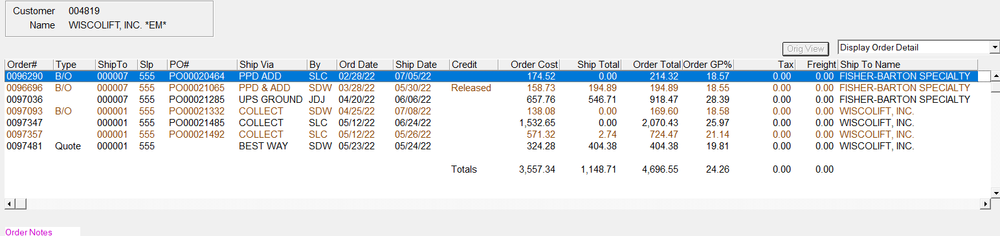 Customer 004819
Name WISCOLIFT, INC. *EM*
Orig View Display Order Detail
Order# Type ShipTo Slp PO# Ship Via By Ord Date Ship Date Credit Order Cost Ship Total Order Total Order GP% Tax Freight Ship To Name
0096290 B/O 000007 555 PO00020464 PPD ADD SLC 02/28/22 07/05/22 174.52 0.00 214.32 18.57 0.00 0.00 FISHER-BARTON SPECIALTY
0096696 B/O 000007 555 PO00021065 PPD & ADD SDW 03/28/22 05/30/22 Released 158.73 194.89 194.89 18.55 0.00 0.00 FISHER-BARTON SPECIALTY
0097036 000007 555 PO00021285 UPS GROUND JDJ 04/20/22 06/06/22 657.76 546.71 918.47 28.39 0.00 0.00 FISHER-BARTON SPECIALTY
0097093 B/O 000001 555 PO00021332 COLLECT SDW 04/25/22 07/08/22 138.08 0.00 169.60 18.58 0.00 0.00 WISCOLIFT, INC.
0097347 000001 555 PO00021485 COLLECT SLC 05/12/22 06/24/22 1,532.65 0.00 2,070.43 25.97 0.00 0.00 WISCOLIFT, INC.
0097357 000001 555 PO00021492 COLLECT SLC 05/12/22 05/26/22 571.32 2.74 724.47 21.14 0.00 0.00 WISCOLIFT, INC.
0097481 Quote 000001 555 BEST WAY SDW 05/23/22 05/24/22 324.28 404.38 404.38 19.81 0.00 0.00 WISCOLIFT, INC.
Totals 3,557.34 1,148.71 4,696.55 24.26 0.00 0.00
Order Notes